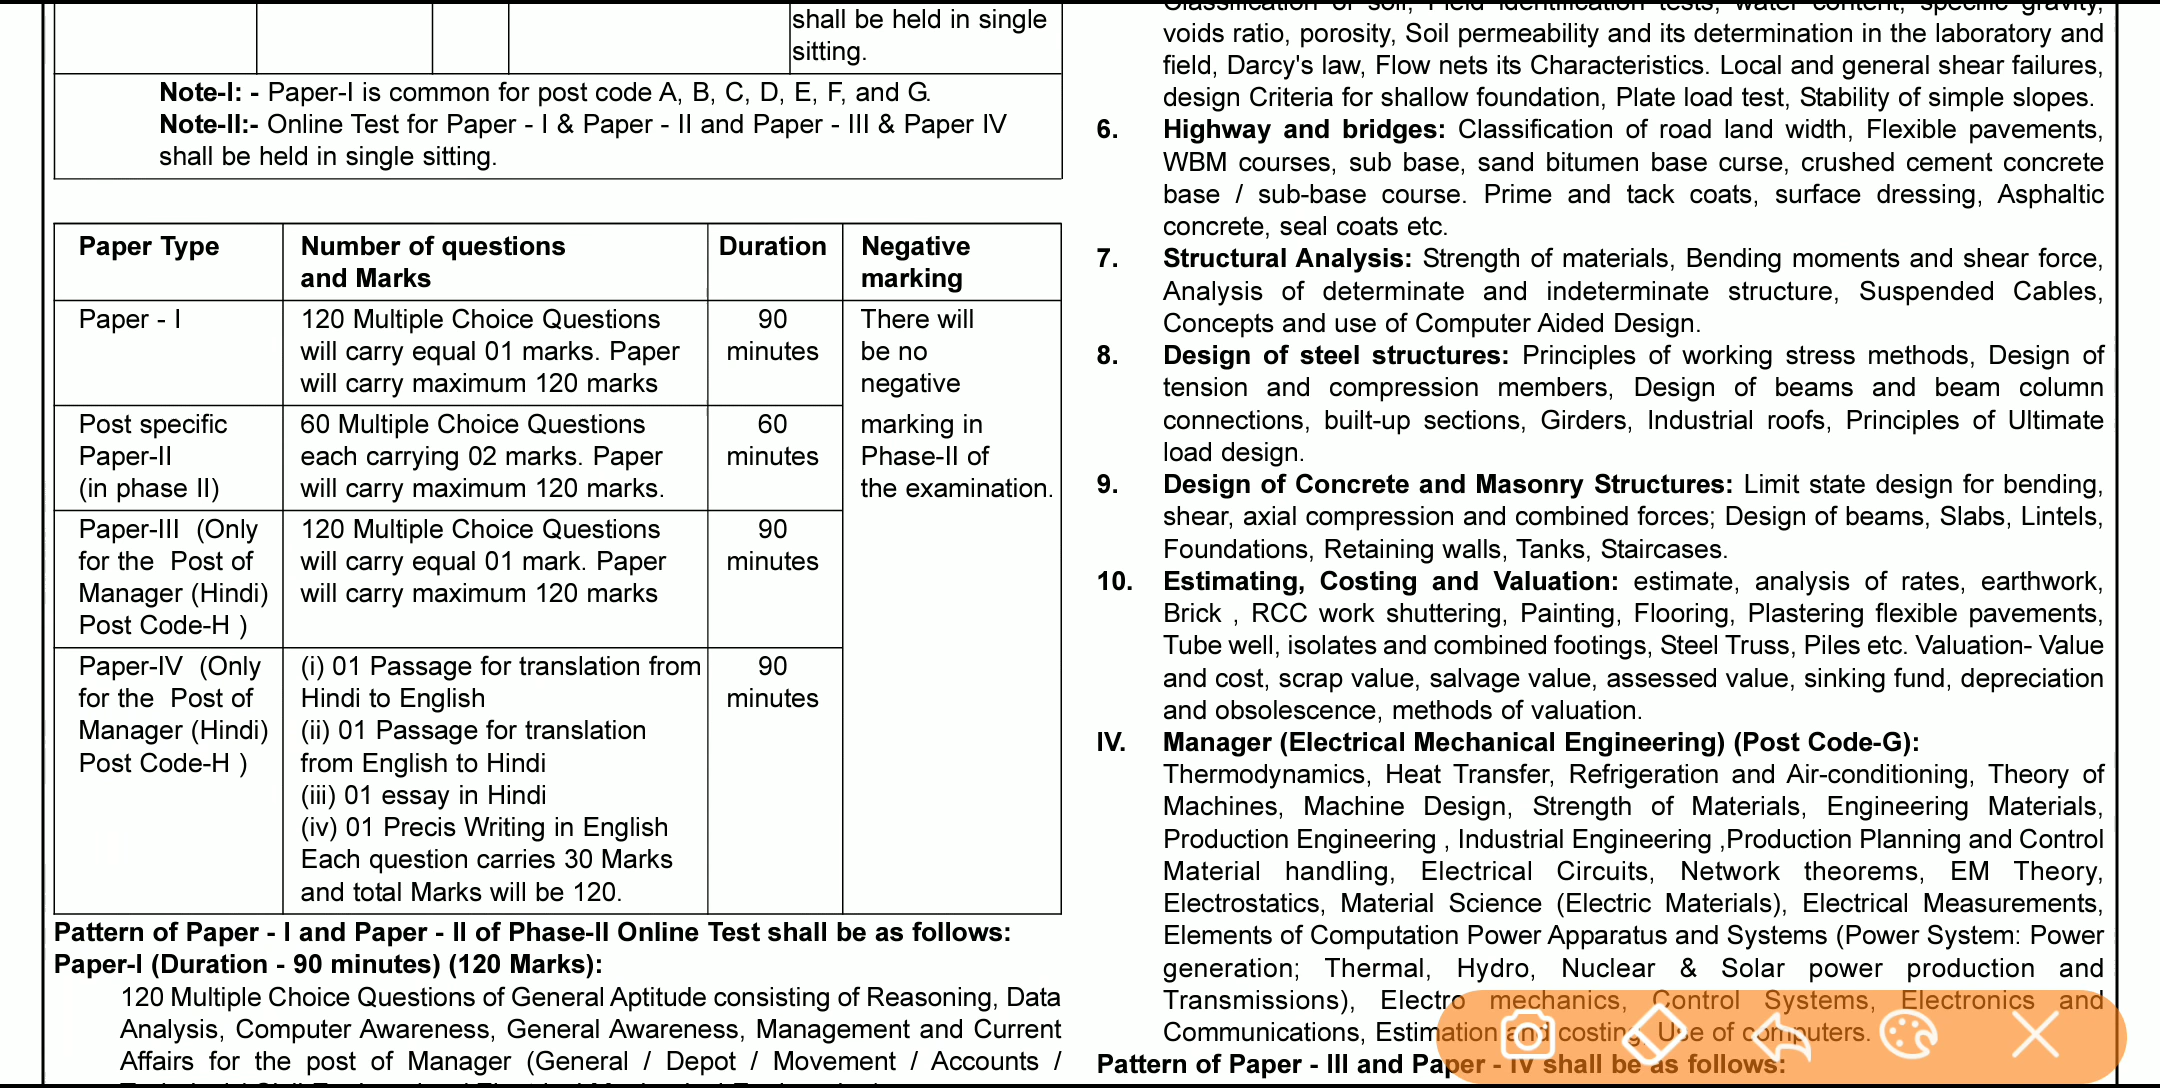 shall be held in single
sitting.
Note-I: - Paper-I is common for post code A, B, C, D, E, F, and G.
Note-II:- Online Test for Paper - I & Paper - II and Paper - III & Paper IV
shall be held in single sitting.
Paper Type
Number of questions
and Marks
Duration
Negative
marking
Paper - I
120 Multiple Choice Questions
will carry equal 01 marks. Paper
will carry maximum 120 marks
90
minutes
There will
be no
negative
marking in
Phase-II of
the examination.
Post specific
Paper-II
(in phase II)
60 Multiple Choice Questions
each carrying 02 marks. Paper
will carry maximum 120 marks.
60
minutes
Paper-III (Only
for the Post of
Manager (Hindi)
Post Code-H )
120 Multiple Choice Questions
will carry equal 01 mark. Paper
will carry maximum 120 marks
90
minutes
Paper-IV (Only
for the Post of
Manager (Hindi)
Post Code-H )
(i) 01 Passage for translation from
Hindi to English
(ii) 01 Passage for translation
from English to Hindi
(iii) 01 essay in Hindi
(iv) 01 Precis Writing in English
Each question carries 30 Marks
and total Marks will be 120.
90
minutes
Pattern of Paper - I and Paper - II of Phase-II Online Test shall be as follows:
Paper-I (Duration - 90 minutes) (120 Marks):
120 Multiple Choice Questions of General Aptitude consisting of Reasoning, Data
Analysis, Computer Awareness, General Awareness, Management and Current
Affairs for the post of Manager (General / Depot / Movement / Accounts /
Classification of soil, Field identification tests, water content, specific gravity,
voids ratio, porosity, Soil permeability and its determination in the laboratory and
field, Darcy's law, Flow nets its Characteristics. Local and general shear failures,
design Criteria for shallow foundation, Plate load test, Stability of simple slopes.
6. Highway and bridges: Classification of road land width, Flexible pavements,
WBM courses, sub base, sand bitumen base curse, crushed cement concrete
base / sub-base course. Prime and tack coats, surface dressing, Asphaltic
concrete, seal coats etc.
7. Structural Analysis: Strength of materials, Bending moments and shear force,
Analysis of determinate and indeterminate structure, Suspended Cables,
Concepts and use of Computer Aided Design.
8. Design of steel structures: Principles of working stress methods, Design of
tension and compression members, Design of beams and beam column
connections, built-up sections, Girders, Industrial roofs, Principles of Ultimate
load design.
9. Design of Concrete and Masonry Structures: Limit state design for bending,
shear, axial compression and combined forces; Design of beams, Slabs, Lintels,
Foundations, Retaining walls, Tanks, Staircases.
10. Estimating, Costing and Valuation: estimate, analysis of rates, earthwork,
Brick , RCC work shuttering, Painting, Flooring, Plastering flexible pavements,
Tube well, isolates and combined footings, Steel Truss, Piles etc. Valuation- Value
and cost, scrap value, salvage value, assessed value, sinking fund, depreciation
and obsolescence, methods of valuation.
IV. Manager (Electrical Mechanical Engineering) (Post Code-G):
Thermodynamics, Heat Transfer, Refrigeration and Air-conditioning, Theory of
Machines, Machine Design, Strength of Materials, Engineering Materials,
Production Engineering , Industrial Engineering ,Production Planning and Control
Material handling, Electrical Circuits, Network theorems, EM Theory,
Electrostatics, Material Science (Electric Materials), Electrical Measurements,
Elements of Computation Power Apparatus and Systems (Power System: Power
generation; Thermal, Hydro, Nuclear & Solar power production and
Transmissions), Electro mechanics, Control Systems, Electronics and
Communications, Estimation and costing, Use of computers.
Pattern of Paper - III and Paper - IV shall be as follows: